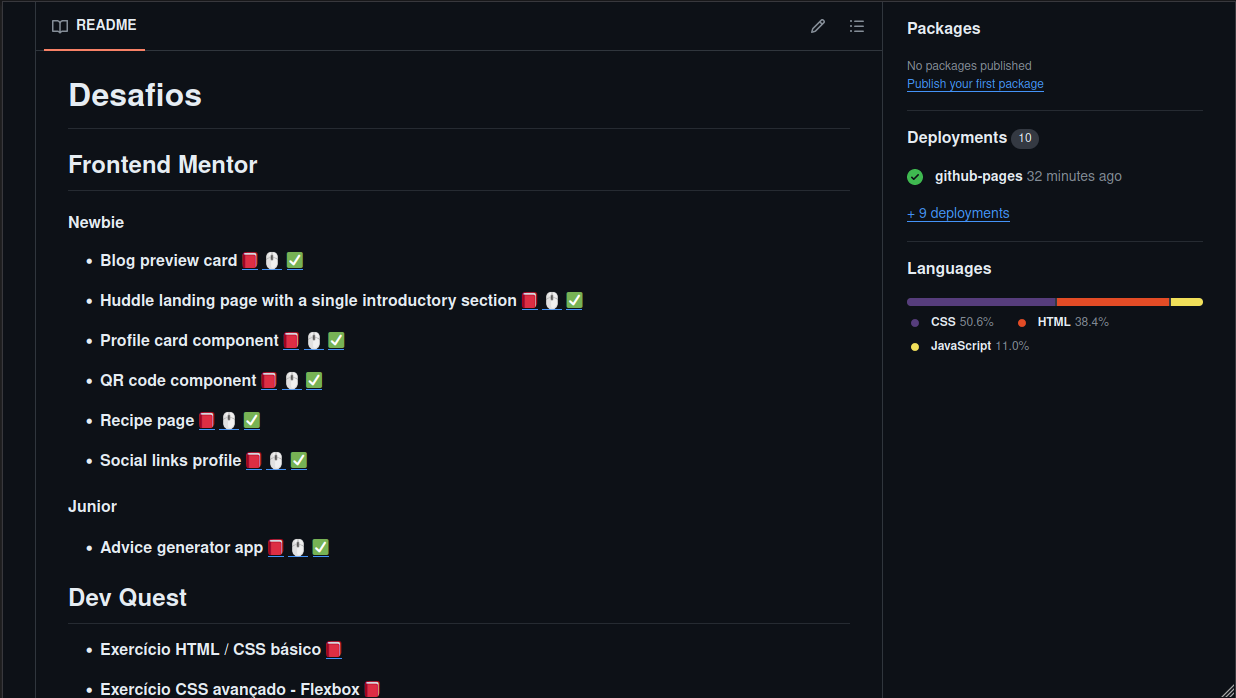 README
Desafios
Frontend Mentor
Newbie
Blog preview card 📕 🖱️ ✅
Huddle landing page with a single introductory section 📕 🖱️ ✅
Profile card component 📕 🖱️ ✅
QR code component 📕 🖱️ ✅
Recipe page 📕 🖱️ ✅
Social links profile 📕 🖱️ ✅
Junior
Advice generator app 📕 🖱️ ✅
Dev Quest
Exercício HTML / CSS básico 📕
Exercício CSS avançado - Flexbox 📕
Packages
No packages published
Publish your first package
Deployments 10
github-pages 32 minutes ago
+ 9 deployments
Languages
CSS 50.6% HTML 38.4%
JavaScript 11.0%